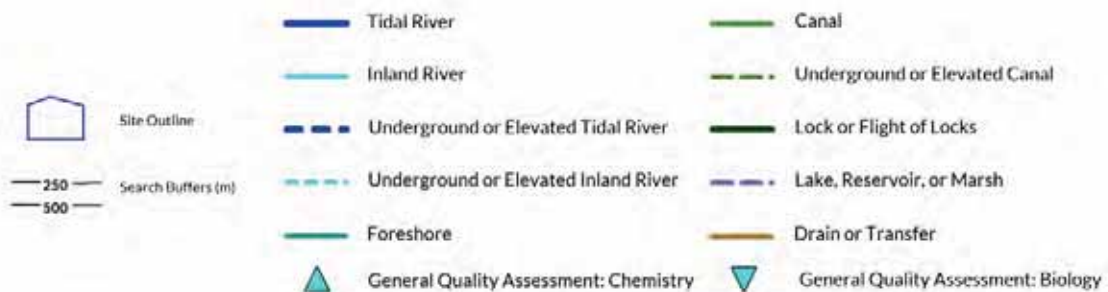 Site Outline
250
Search Buffers (m)
500
Tidal River
Inland River
Underground or Elevated Tidal River
Underground or Elevated Inland River
Foreshore
General Quality Assessment: Chemistry
Canal
Underground or Elevated Canal
Lock or Flight of Locks
Lake, Reservoir, or Marsh
Drain or Transfer
General Quality Assessment: Biology